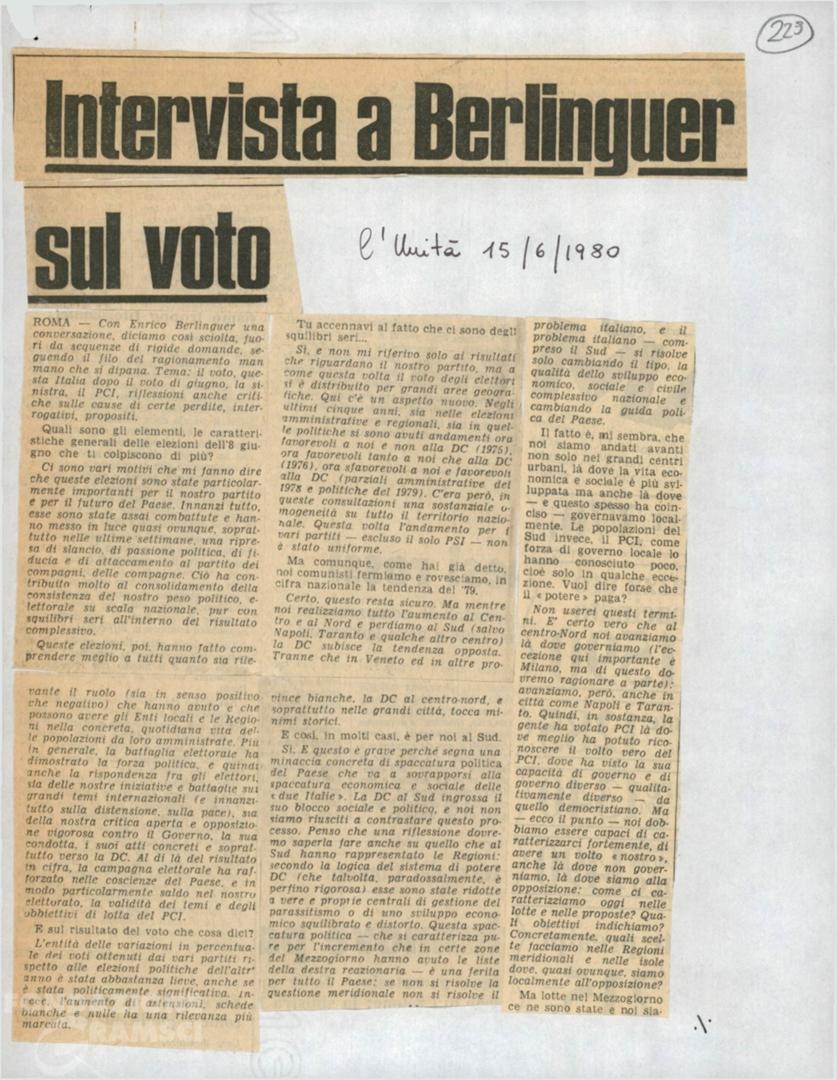 223
Intervista a Berlinguer
sul voto
l'Unità 15/6/1980
ROMA — Con Enrico Berlinguer una
conversazione, diciamo così sciolta, fuo-
ri da sequenze di rigide domande, se-
guendo il filo del ragionamento man
mano che si dipana. Tema: il voto, que-
sta Italia dopo il voto di giugno, la si-
nistra, il PCI, riflessioni anche criti-
che sulle cause di certe perdite, inter-
rogativi, propositi.
Quali sono gli elementi, le caratteri-
stiche generali delle elezioni dell'8 giu-
gno che ti colpiscono di più?
Ci sono vari motivi che mi fanno dire
che queste elezioni sono state particolar-
mente importanti per il nostro partito
e per il futuro del Paese. Innanzi tutto,
esse sono state assai combattute e han-
no messo in luce quasi ovunque, soprat-
tutto nelle ultime settimane, una ripre-
sa di slancio, di passione politica, di fi-
ducia e di attaccamento al partito dei
compagni, delle compagne. Ciò ha con-
tribuito molto al consolidamento della
consistenza del nostro peso politico, e-
lettorale su scala nazionale, pur con
squilibri seri all'interno del risultato
complessivo.
Queste elezioni, poi, hanno fatto com-
prendere meglio a tutti quanto sia rile-
vante il ruolo (sia in senso positivo
che negativo) che hanno avuto e che
possono avere gli Enti locali e le Regio-
ni nella concreta, quotidiana vita del-
le popolazioni da loro amministrate. Più
in generale, la battaglia elettorale ha
dimostrato la forza politica, e quindi
anche la rispondenza fra gli elettori,
sia delle nostre iniziative e battaglie sui
grandi temi internazionali (e innanzi-
tutto sulla distensione, sulla pace), sia
della nostra critica aperta e opposizio-
ne vigorosa contro il Governo, la sua
condotta, i suoi atti concreti e soprat-
tutto verso la DC. Al di là del risultato
in cifra, la campagna elettorale ha raf-
forzato nelle coscienze del Paese, e in
modo particolarmente saldo nel nostro
elettorato, la validità dei temi e degli
obbiettivi di lotta del PCI.
E sul risultato del voto che cosa dici?
L'entità delle variazioni in percentua-
le dei voti ottenuti dai vari partiti ri-
spetto alle elezioni politiche dell'altr'
anno è stata abbastanza lieve, anche se
è stata politicamente significativa. In-
vece l'aumento di astensioni, schede
bianche e nulle ha una rilevanza più
marcata.
Tu accennavi al fatto che ci sono degli
squilibri seri...
Sì, e non mi riferivo solo ai risultati
che riguardano il nostro partito, ma a
come questa volta il voto degli elettori
si è distribuito per grandi aree geogra-
fiche. Qui c'è un aspetto nuovo. Negli
ultimi cinque anni, sia nelle elezioni
amministrative e regionali, sia in quel-
le politiche si sono avuti andamenti ora
favorevoli a noi e non alla DC (1975),
ora favorevoli tanto a noi che alla DC
(1976), ora sfavorevoli a noi e favorevoli
alla DC (parziali amministrative del
1978 e politiche del 1979). C'era però, in
queste consultazioni una sostanziale o-
mogeneità su tutto il territorio nazio-
nale. Questa volta l'andamento per i
vari partiti — escluso il solo PSI — non
è stato uniforme.
Ma comunque, come hai già detto,
noi comunisti fermiamo e rovesciamo, in
cifra nazionale la tendenza del '79.
Certo, questo resta sicuro. Ma mentre
noi realizziamo tutto l'aumento al Cen-
tro e al Nord e perdiamo al Sud (salvo
Napoli, Taranto e qualche altro centro)
la DC subisce la tendenza opposta.
Tranne che in Veneto ed in altre pro-
vince bianche, la DC al centro-nord, e
soprattutto nelle grandi città, tocca mi-
nimi storici.
E così, in molti casi, è per noi al Sud.
Sì. E questo è grave perché segna una
minaccia concreta di spaccatura politica
del Paese che va a sovrapporsi alla
spaccatura economica e sociale delle
«due Italie». La DC al Sud ingrossa il
suo blocco sociale e politico, e noi non
siamo riusciti a contrastare questo pro-
cesso. Penso che una riflessione dovre-
mo saperla fare anche su quello che al
Sud hanno rappresentato le Regioni:
secondo la logica del sistema di potere
DC (che talvolta, paradossalmente, è
perfino rigorosa) esse sono state ridotte
a vere e proprie centrali di gestione del
parassitismo o di uno sviluppo econo-
mico squilibrato e distorto. Questa spac-
catura politica — che si caratterizza pu-
re per l'incremento che in certe zone
del Mezzogiorno hanno avuto le liste
della destra reazionaria — è una ferita
per tutto il Paese: se non si risolve la
questione meridionale non si risolve il
problema italiano, e il
problema italiano — com-
preso il Sud — si risolve
solo cambiando il tipo, la
qualità dello sviluppo eco-
nomico, sociale e civile
complessivo nazionale e
cambiando la guida poli-
ca del Paese.
Il fatto è, mi sembra, che
noi siamo andati avanti
non solo nei grandi centri
urbani, là dove la vita eco-
nomica e sociale è più svi-
luppata ma anche là dove
— e questo spesso ha coin-
ciso — governavamo local-
mente. Le popolazioni del
Sud invece, il PCI, come
forza di governo locale lo
hanno conosciuto poco,
cioè solo in qualche ecce-
zione. Vuol dire forse che
il «potere» paga?
Non userei questi termi-
ni. E' certo vero che al
centro-Nord noi avanziamo
là dove governiamo (l'ec-
cezione qui importante è
Milano, ma di questo do-
vremo ragionare a parte):
avanziamo, però, anche in
città come Napoli e Taran-
to. Quindi, in sostanza, la
gente ha votato PCI là do-
ve meglio ha potuto rico-
noscere il volto vero del
PCI, dove ha visto la sua
capacità di governo e di
governo diverso — qualita-
tivamente diverso — da
quello democristiano. Ma
— ecco il punto — noi dob-
biamo essere capaci di ca-
ratterizzarci fortemente, di
avere un volto «nostro»,
anche là dove non gover-
niamo, là dove siamo alla
opposizione: come ci ca-
ratterizziamo oggi nelle
lotte e nelle proposte? Qua-
li obiettivi indichiamo?
Concretamente, quali scel-
te facciamo nelle Regioni
meridionali e nelle isole
dove, quasi ovunque, siamo
localmente all'opposizione?
Ma lotte nel Mezzogiorno
ce ne sono state e noi sia-
./.
GRAMSCI